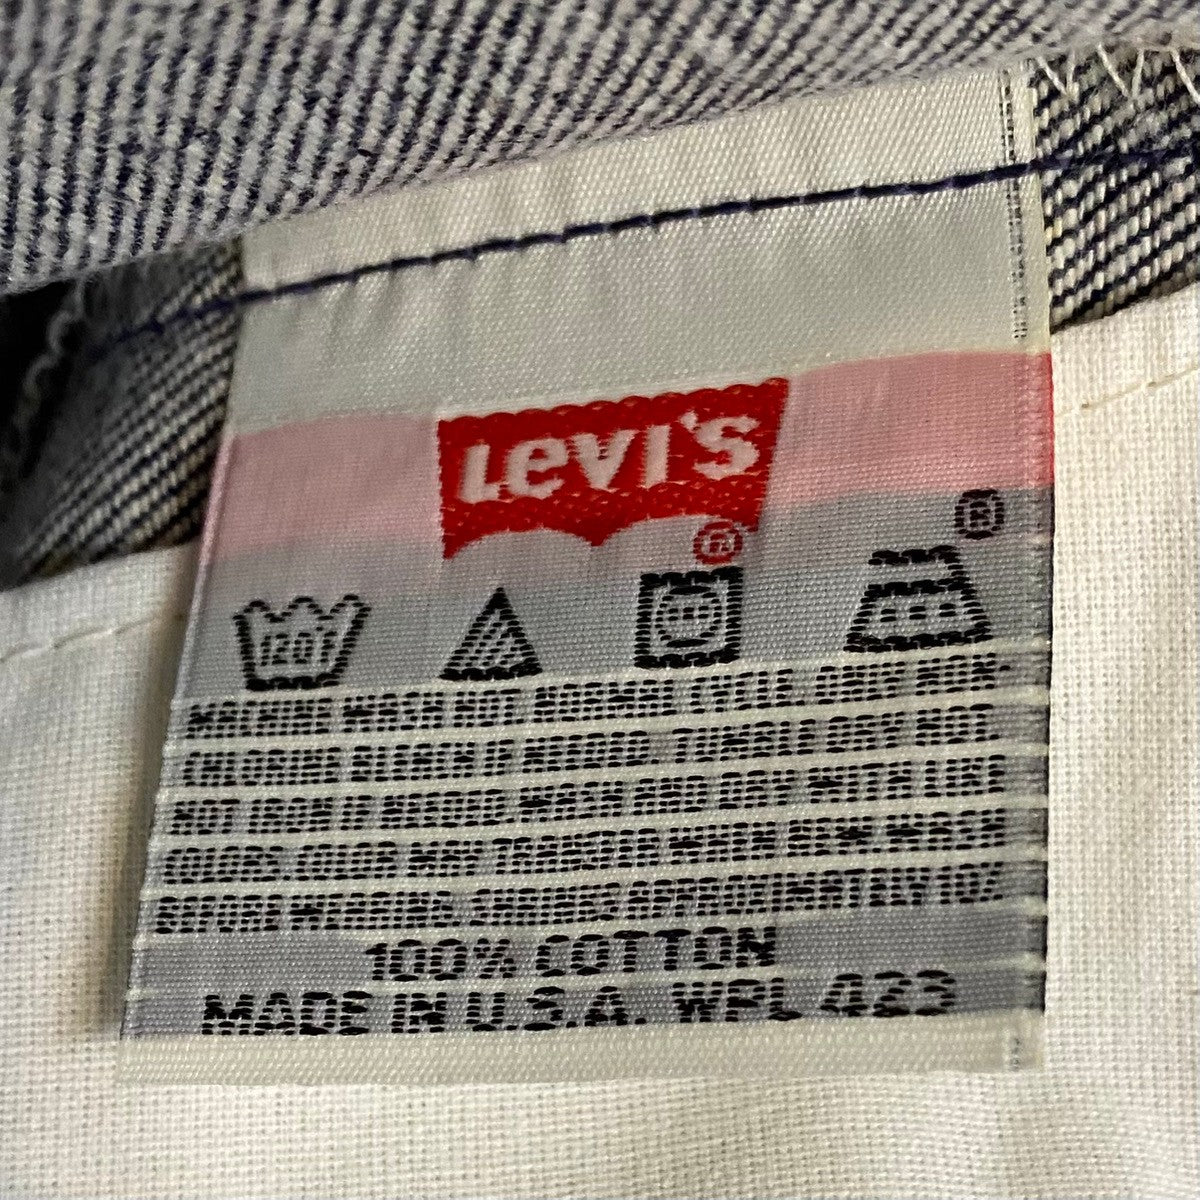 LEVI'S
®
®
120°F
MACHINE WASH HOT. NORMAL CYCLE. ONLY NON-
CHLORINE BLEACH IF NEEDED. TUMBLE DRY HOT.
HOT IRON IF NEEDED. WASH AND DRY WITH LIKE
COLORS. COLOR MAY TRANSFER WHEN NEW. WASH
BEFORE WEARING. SHRINKS APPROXIMATELY 10%
100% COTTON
MADE IN U.S.A. WPL 423